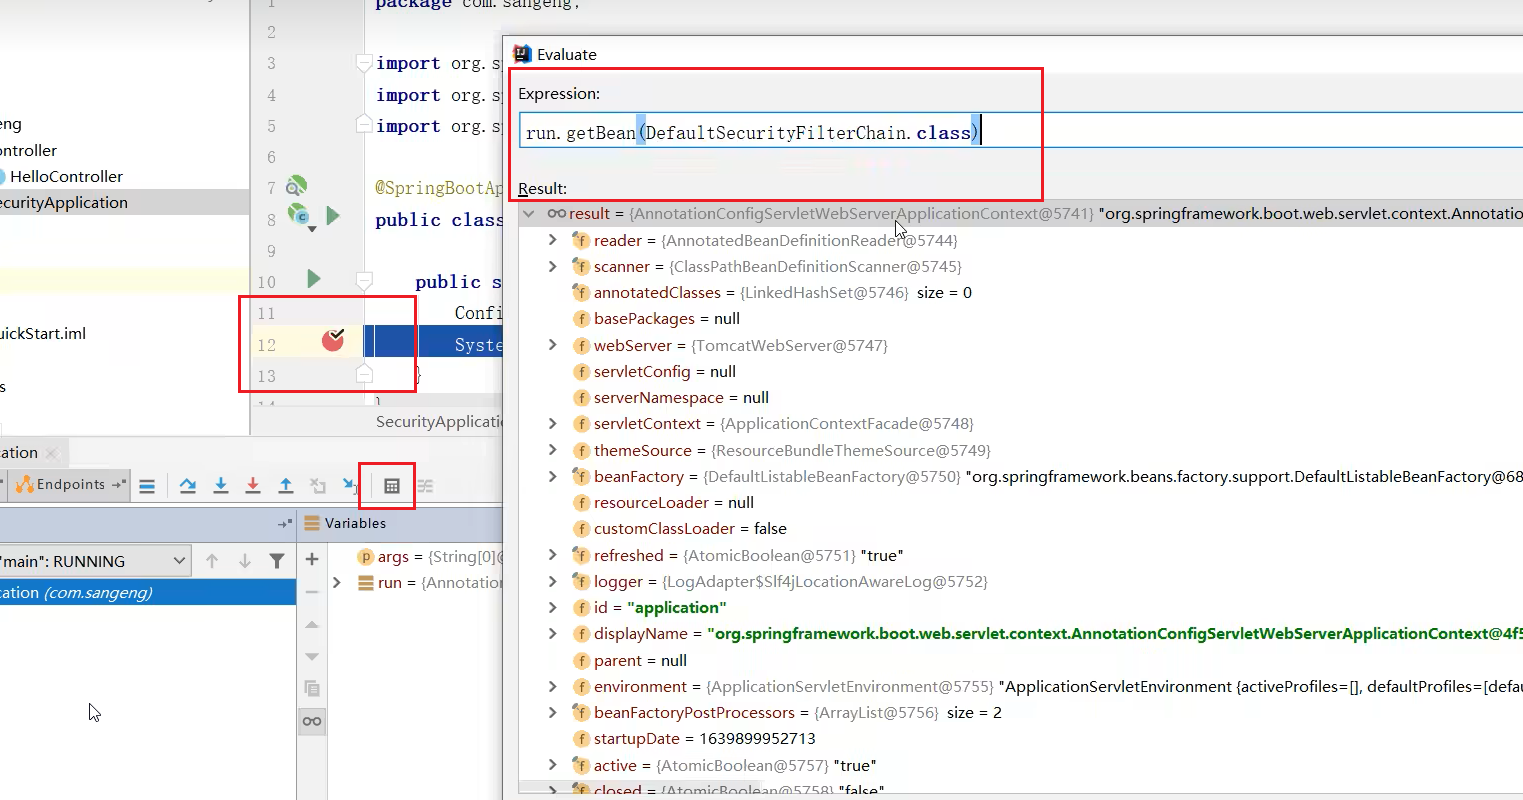 1 package com.sangeng;
2
3 import org.s
4 import org.s
5 import org.s
6
7 @SpringBootAp
8 public class
9
10 public s
11 Confi
12 Syste
13 }
14 }
SecurityApplicatio
eng
ontroller
HelloController
ecurityApplication
uickStart.iml
s
cation
Endpoints
Variables
"main": RUNNING
cation (com.sangeng)
args = {String[0]@
run = {Annotation
Evaluate
Expression:
run.getBean(DefaultSecurityFilterChain.class)
Result:
result = {AnnotationConfigServletWebServerApplicationContext@5741} "org.springframework.boot.web.servlet.context.Annotatio
reader = {AnnotatedBeanDefinitionReader@5744}
scanner = {ClassPathBeanDefinitionScanner@5745}
annotatedClasses = {LinkedHashSet@5746} size = 0
basePackages = null
webServer = {TomcatWebServer@5747}
servletConfig = null
serverNamespace = null
servletContext = {ApplicationContextFacade@5748}
themeSource = {ResourceBundleThemeSource@5749}
beanFactory = {DefaultListableBeanFactory@5750} "org.springframework.beans.factory.support.DefaultListableBeanFactory@68
resourceLoader = null
customClassLoader = false
refreshed = {AtomicBoolean@5751} "true"
logger = {LogAdapter$Slf4jLocationAwareLog@5752}
id = "application"
displayName = "org.springframework.boot.web.servlet.context.AnnotationConfigServletWebServerApplicationContext@4f5
parent = null
environment = {ApplicationServletEnvironment@5755} "ApplicationServletEnvironment {activeProfiles=[], defaultProfiles=[defau
beanFactoryPostProcessors = {ArrayList@5756} size = 2
startupDate = 1639899952713
active = {AtomicBoolean@5757} "true"
closed = {AtomicBoolean@5758} "false"